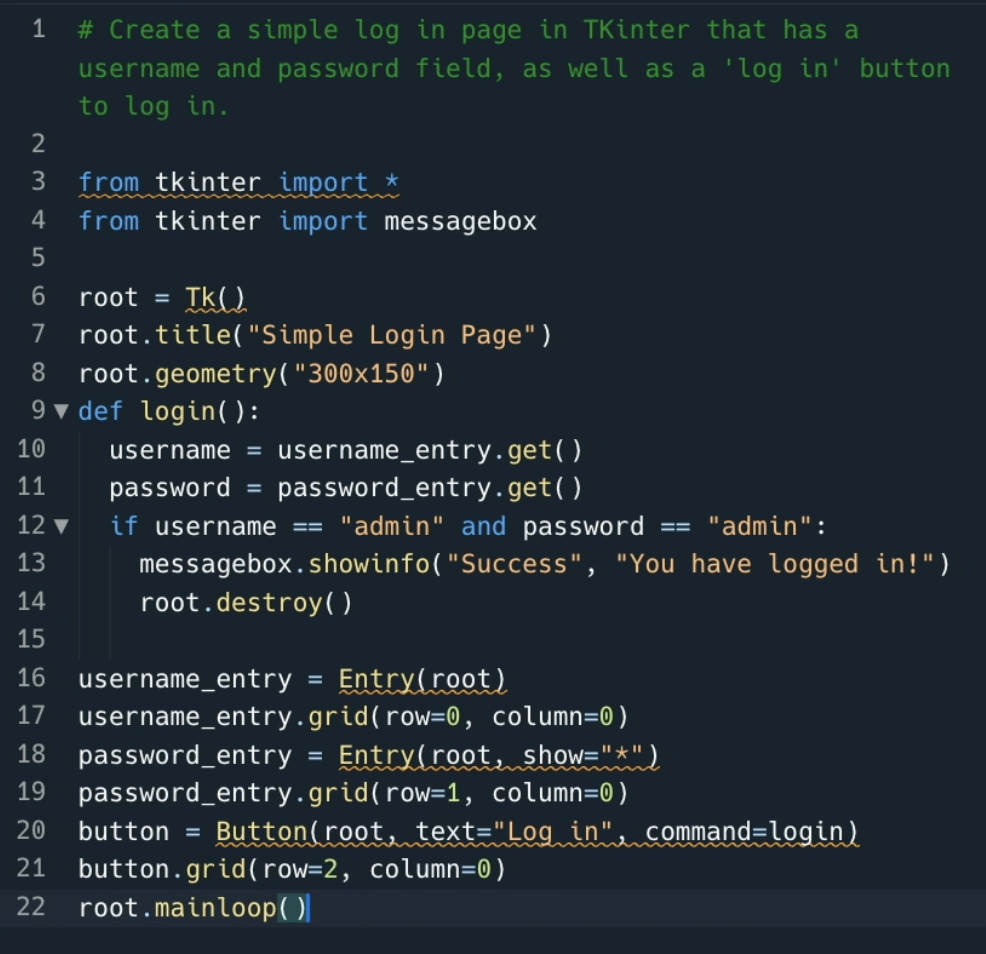 1 # Create a simple log in page in TKinter that has a
username and password field, as well as a 'log in' button
to log in.
2
3 from tkinter import *
4 from tkinter import messagebox
5
6 root = Tk()
7 root.title("Simple Login Page")
8 root.geometry("300x150")
9 ▼ def login():
10   username = username_entry.get()
11   password = password_entry.get()
12 ▼   if username == "admin" and password == "admin":
13     messagebox.showinfo("Success", "You have logged in!")
14     root.destroy()
15
16 username_entry = Entry(root)
17 username_entry.grid(row=0, column=0)
18 password_entry = Entry(root, show="*")
19 password_entry.grid(row=1, column=0)
20 button = Button(root, text="Log in", command=login)
21 button.grid(row=2, column=0)
22 root.mainloop()